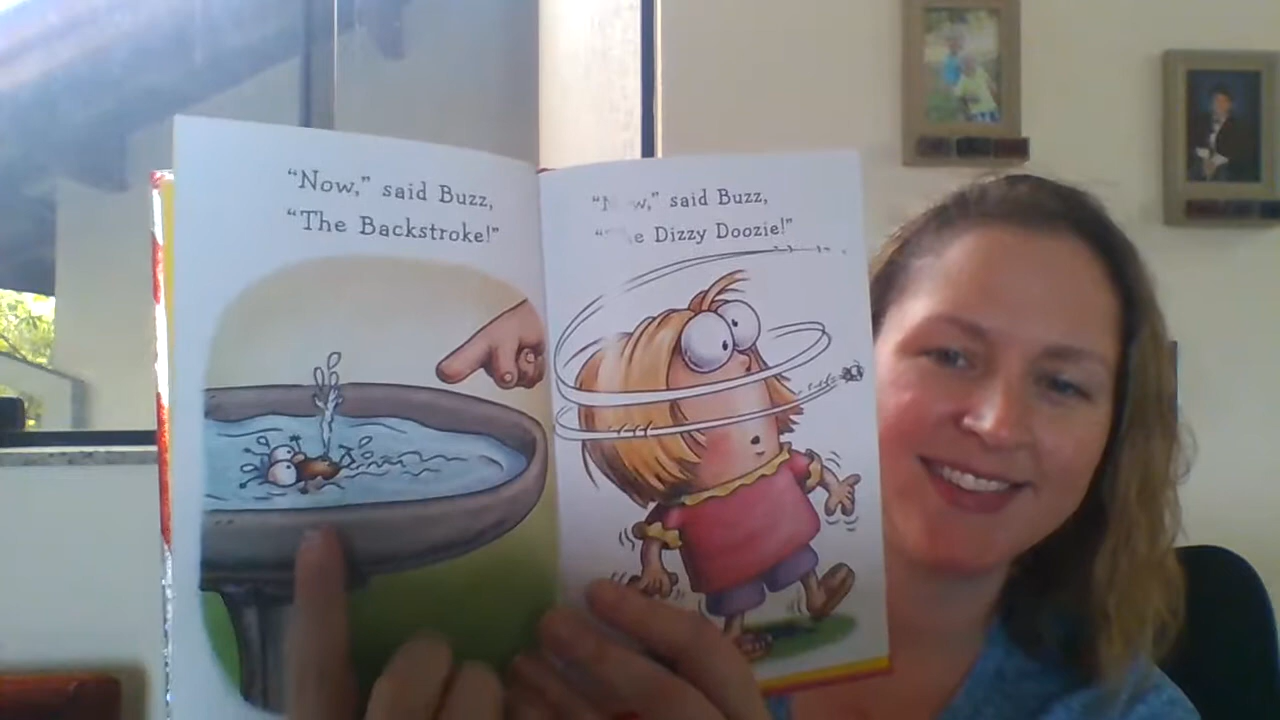 “Now,” said Buzz,
“The Backstroke!”
said Buzz,
Dizzy Doozie!”